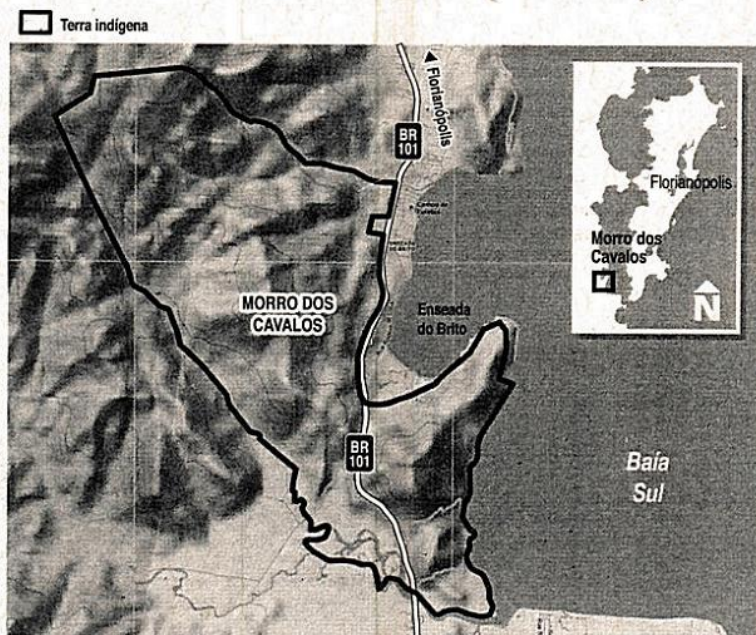 Terra indígena
Florianópolis
BR
101
Florianópolis
Morro dos
Cavalos
N
MORRO DOS
CAVALOS
Enseada
do Brito
BR
101
Baía
Sul